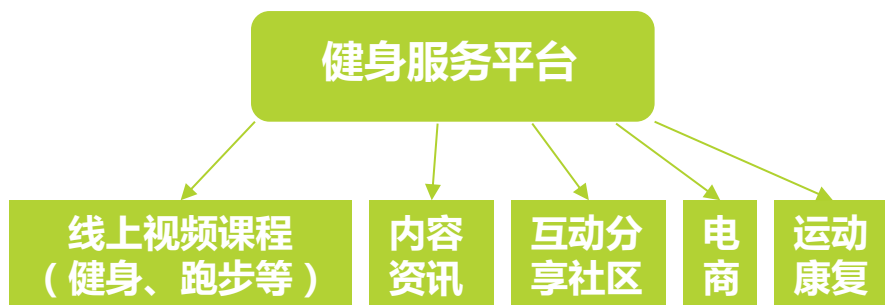 健身服务平台
线上视频课程
（健身、跑步等）
内容
资讯
互动分
享社区
电
商
运动
康复